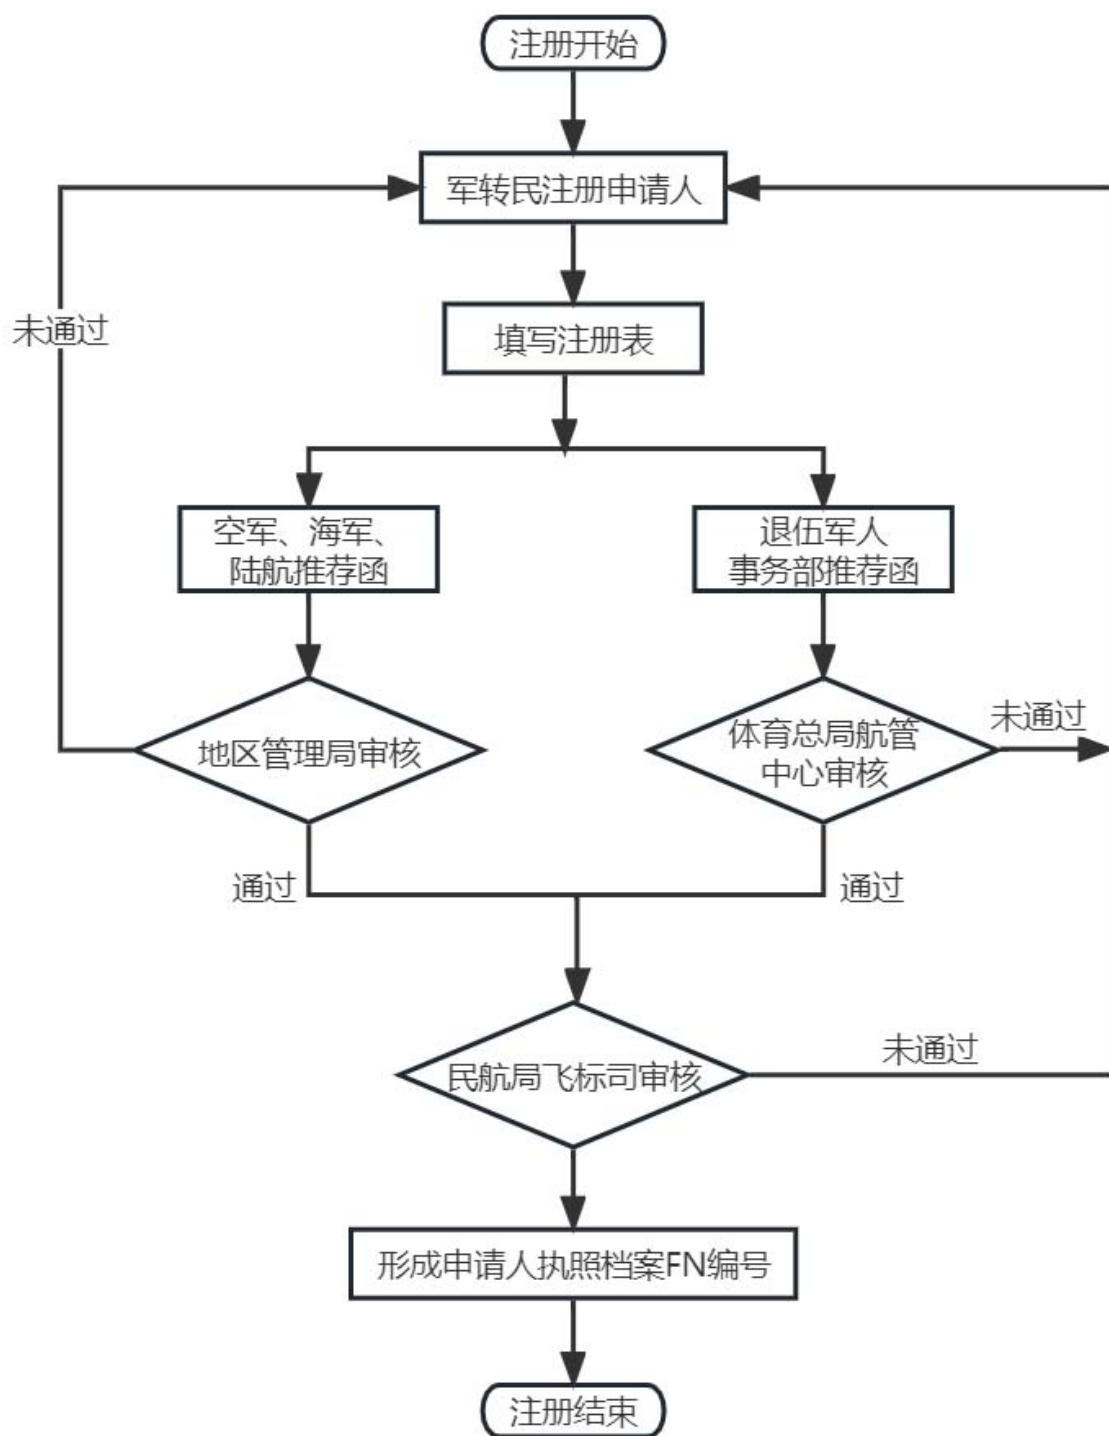 注册开始
军转民注册申请人
未通过
填写注册表
空军、海军、
陆航推荐函
退伍军人
事务部推荐函
地区管理局审核
体育总局航管
中心审核
未通过
通过
通过
民航局飞标司审核
未通过
形成申请人执照档案FN编号
注册结束